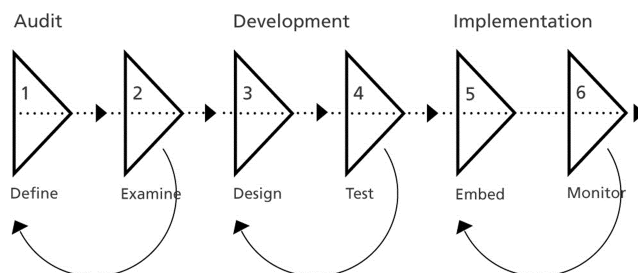 Audit Development Implementation
1 2 3 4 5 6
Define Examine Design Test Embed Monitor